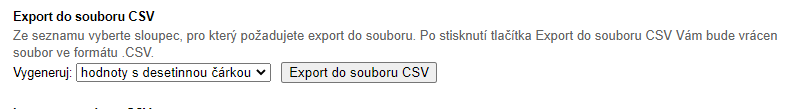 Export do souboru CSV
Ze seznamu vyberte sloupec, pro který požadujete export do souboru. Po stisknutí tlačítka Export do souboru CSV Vám bude vrácen
soubor ve formátu .CSV.
Vygeneruj: hodnoty s desetinnou čárkou Export do souboru CSV